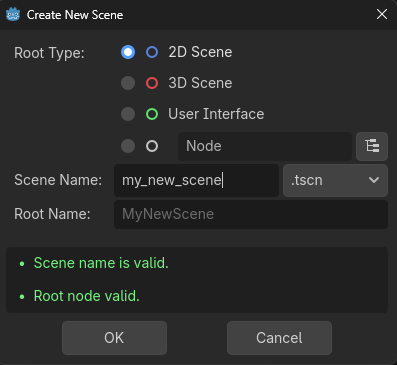 Create New Scene
Root Type:
2D Scene
3D Scene
User Interface
Node
Scene Name: my_new_scene .tscn
Root Name: MyNewScene
• Scene name is valid.
• Root node valid.
OK Cancel